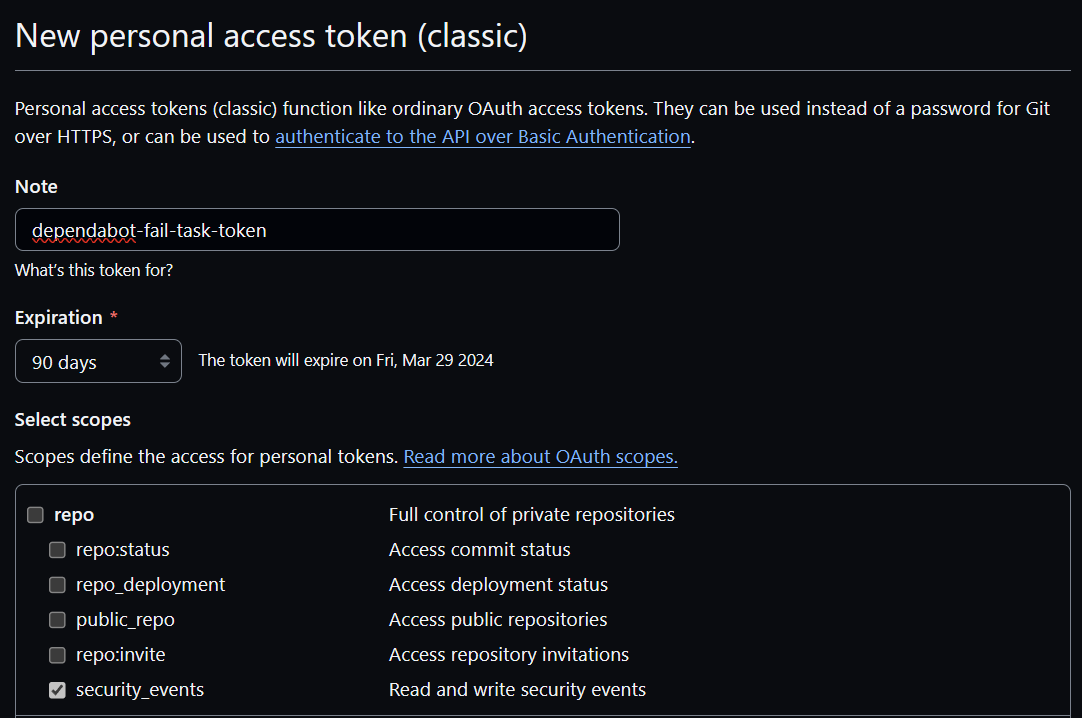 New personal access token (classic)
Personal access tokens (classic) function like ordinary OAuth access tokens. They can be used instead of a password for Git
over HTTPS, or can be used to authenticate to the API over Basic Authentication.
Note
dependabot-fail-task-token
What's this token for?
Expiration *
90 days The token will expire on Fri, Mar 29 2024
Select scopes
Scopes define the access for personal tokens. Read more about OAuth scopes.
repo Full control of private repositories
repo:status Access commit status
repo_deployment Access deployment status
public_repo Access public repositories
repo:invite Access repository invitations
security_events Read and write security events